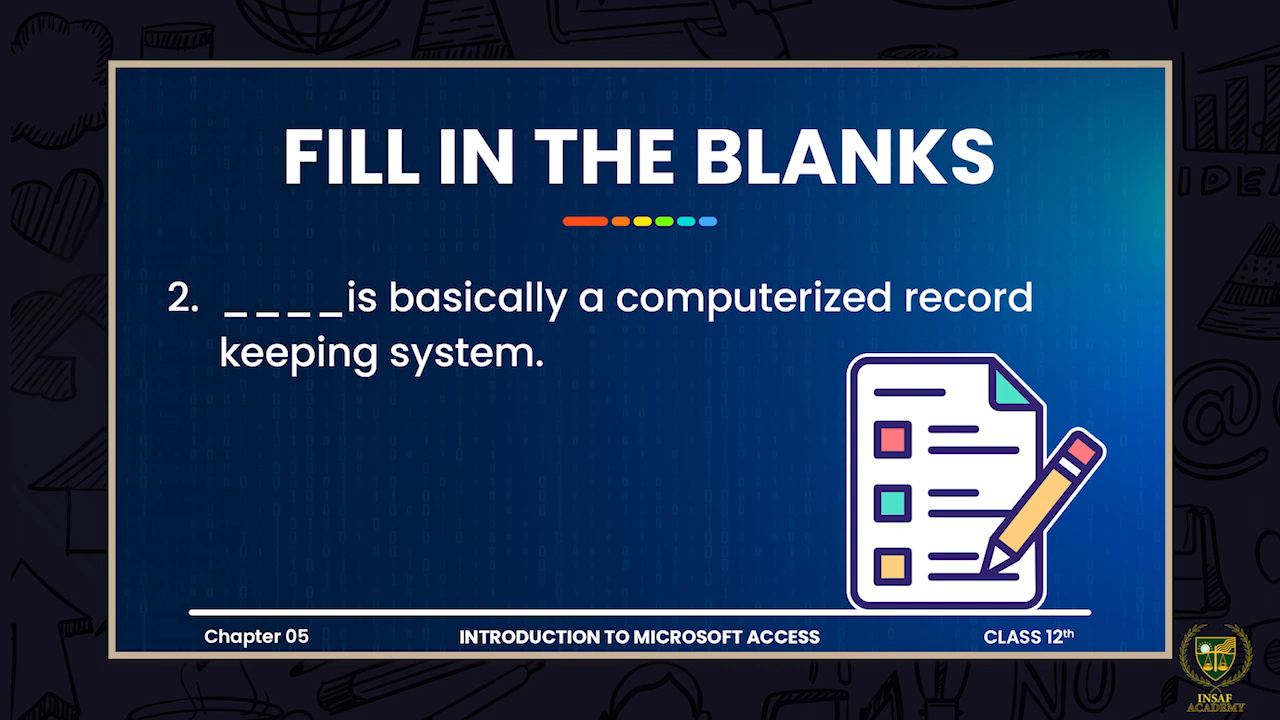 FILL IN THE BLANKS
2. ____is basically a computerized record
keeping system.
Chapter 05
INTRODUCTION TO MICROSOFT ACCESS
CLASS 12th
IDEA
INSAF
ACADEMY